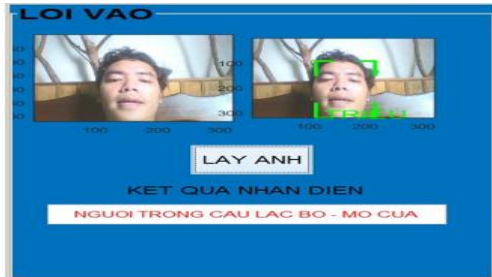 LOI VAO
100
200
300
100 200 300
100 200 300
LAY ANH
KET QUA NHAN DIEN
NGUOI TRONG CAU LAC BO - MO CUA